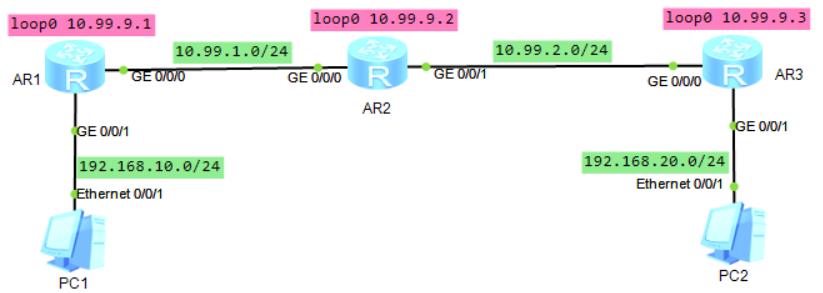 loop0 10.99.9.1
loop0 10.99.9.2
loop0 10.99.9.3
10.99.1.0/24
10.99.2.0/24
AR1
R
GE 0/0/0
GE 0/0/0
R
GE 0/0/1
GE 0/0/0
R
AR3
AR2
GE 0/0/1
GE 0/0/1
192.168.10.0/24
192.168.20.0/24
Ethernet 0/0/1
Ethernet 0/0/1
PC1
PC2